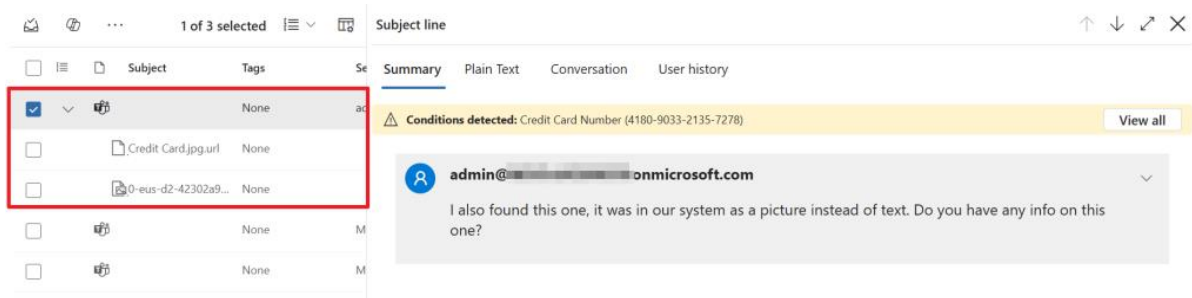 1 of 3 selected
Subject line
Subject Tags Se
Summary Plain Text Conversation User history
None ac
Conditions detected: Credit Card Number (4180-9033-2135-7278) View all
Credit Card.jpg.url None
admin@ onmicrosoft.com
0-eus-d2-42302a9... None
I also found this one, it was in our system as a picture instead of text. Do you have any info on this
one?
None M
None M